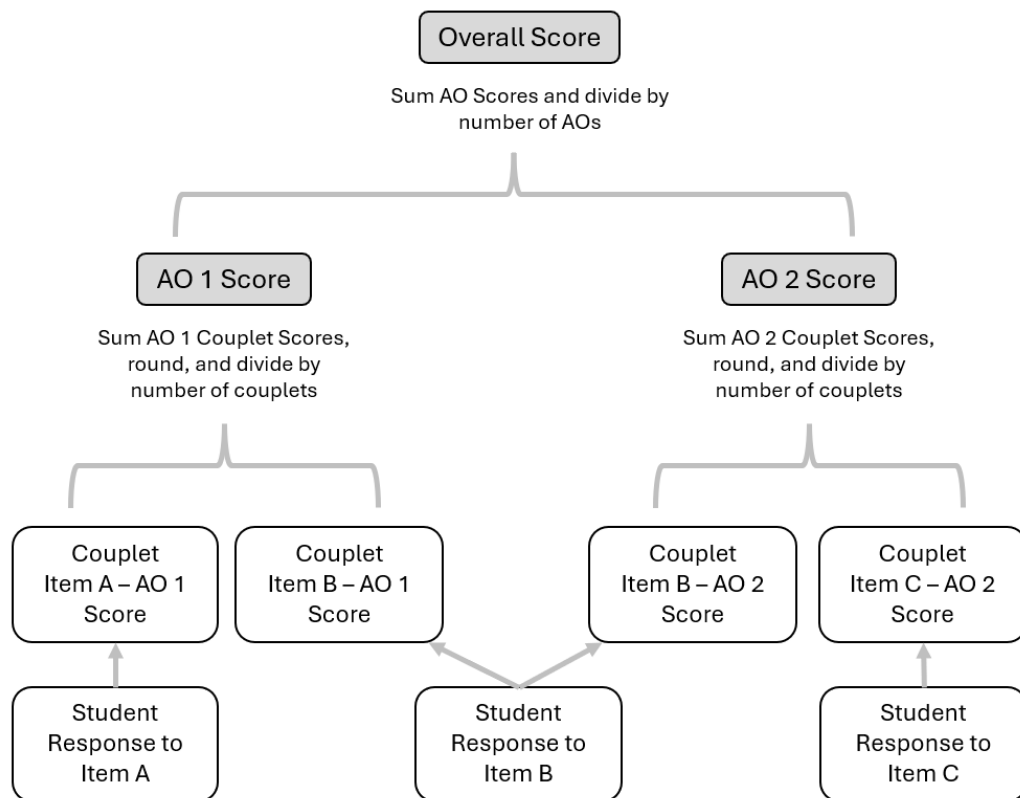 Overall Score
Sum AO Scores and divide by
number of AOs
AO 1 Score
Sum AO 1 Couplet Scores,
round, and divide by
number of couplets
AO 2 Score
Sum AO 2 Couplet Scores,
round, and divide by
number of couplets
Couplet
Item A – AO 1
Score
Couplet
Item B – AO 1
Score
Couplet
Item B – AO 2
Score
Couplet
Item C – AO 2
Score
Student
Response to
Item A
Student
Response to
Item B
Student
Response to
Item C